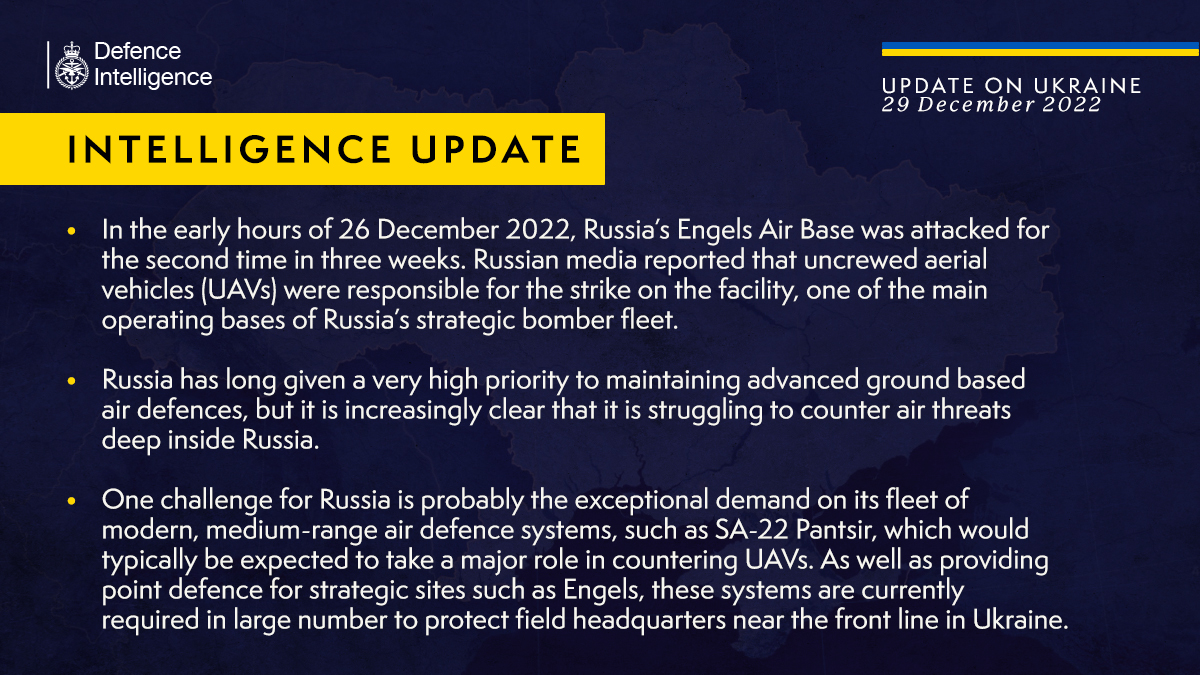 Defence
Intelligence
UPDATE ON UKRAINE
29 December 2022
INTELLIGENCE UPDATE
• In the early hours of 26 December 2022, Russia's Engels Air Base was attacked for
the second time in three weeks. Russian media reported that uncrewed aerial
vehicles (UAVs) were responsible for the strike on the facility, one of the main
operating bases of Russia's strategic bomber fleet.
• Russia has long given a very high priority to maintaining advanced ground based
air defences, but it is increasingly clear that it is struggling to counter air threats
deep inside Russia.
• One challenge for Russia is probably the exceptional demand on its fleet of
modern, medium-range air defence systems, such as SA-22 Pantsir, which would
typically be expected to take a major role in countering UAVs. As well as providing
point defence for strategic sites such as Engels, these systems are currently
required in large number to protect field headquarters near the front line in Ukraine.